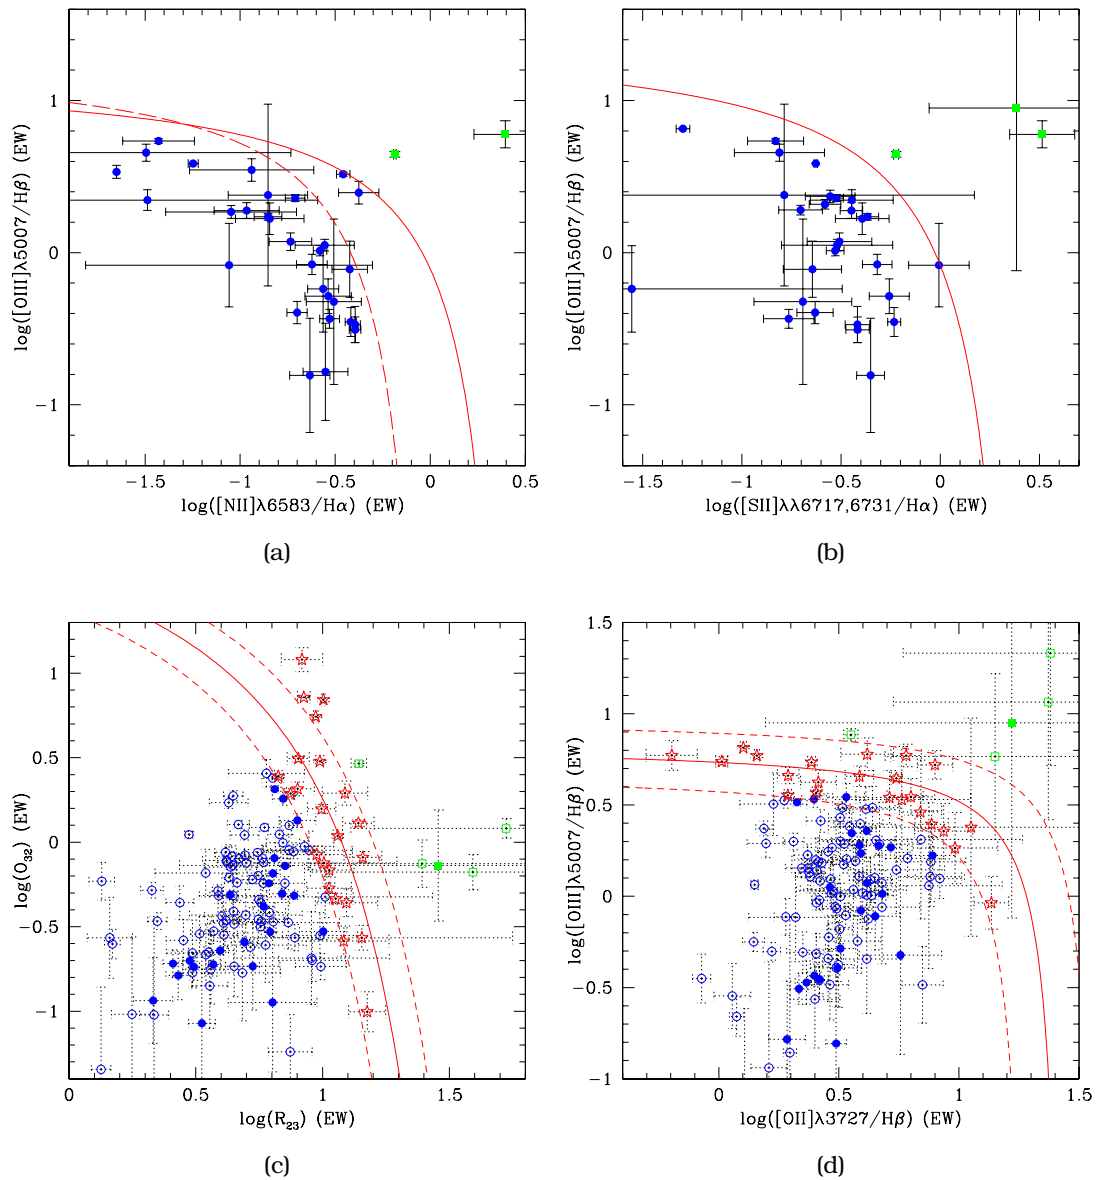 1
0
−1
log([OIII]λ5007/Hβ) (EW)
−1.5
−1
−0.5
0
0.5
log([NII]λ6583/Hα) (EW)
(a)
1
0
−1
log([OIII]λ5007/Hβ) (EW)
−1.5
−1
−0.5
0
0.5
log([SII]λλ6717,6731/Hα) (EW)
(b)
1
0.5
0
−0.5
−1
log(O32) (EW)
0
0.5
1
1.5
log(R23) (EW)
(c)
1.5
1
0.5
0
−0.5
−1
log([OIII]λ5007/Hβ) (EW)
0
0.5
1
1.5
log([OII]λ3727/Hβ) (EW)
(d)